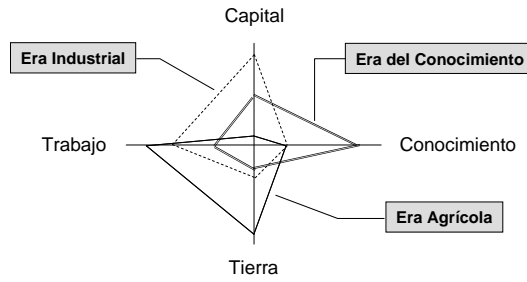 Capital
Era Industrial
Era del Conocimiento
Trabajo
Conocimiento
Era Agrícola
Tierra